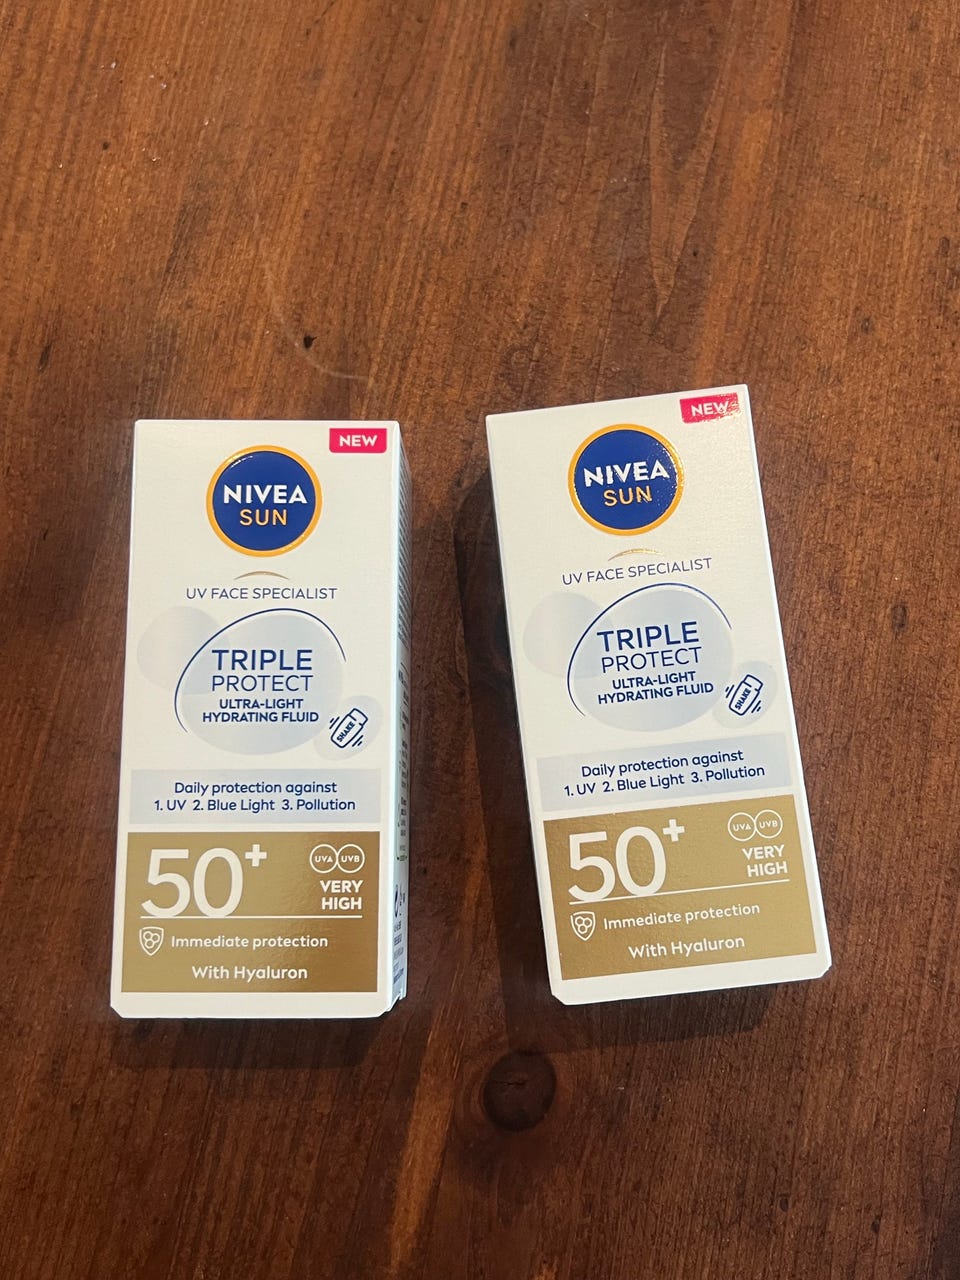 NEW
NIVEA
SUN
UV FACE SPECIALIST
TRIPLE
PROTECT
ULTRA-LIGHT
HYDRATING FLUID
SHAKE!
Daily protection against
1. UV 2. Blue Light 3. Pollution
50+
UVA UVB
VERY
HIGH
Immediate protection
With Hyaluron
NEW
NIVEA
SUN
UV FACE SPECIALIST
TRIPLE
PROTECT
ULTRA-LIGHT
HYDRATING FLUID
SHAKE!
Daily protection against
1. UV 2. Blue Light 3. Pollution
50+
UVA UVB
VERY
HIGH
Immediate protection
With Hyaluron